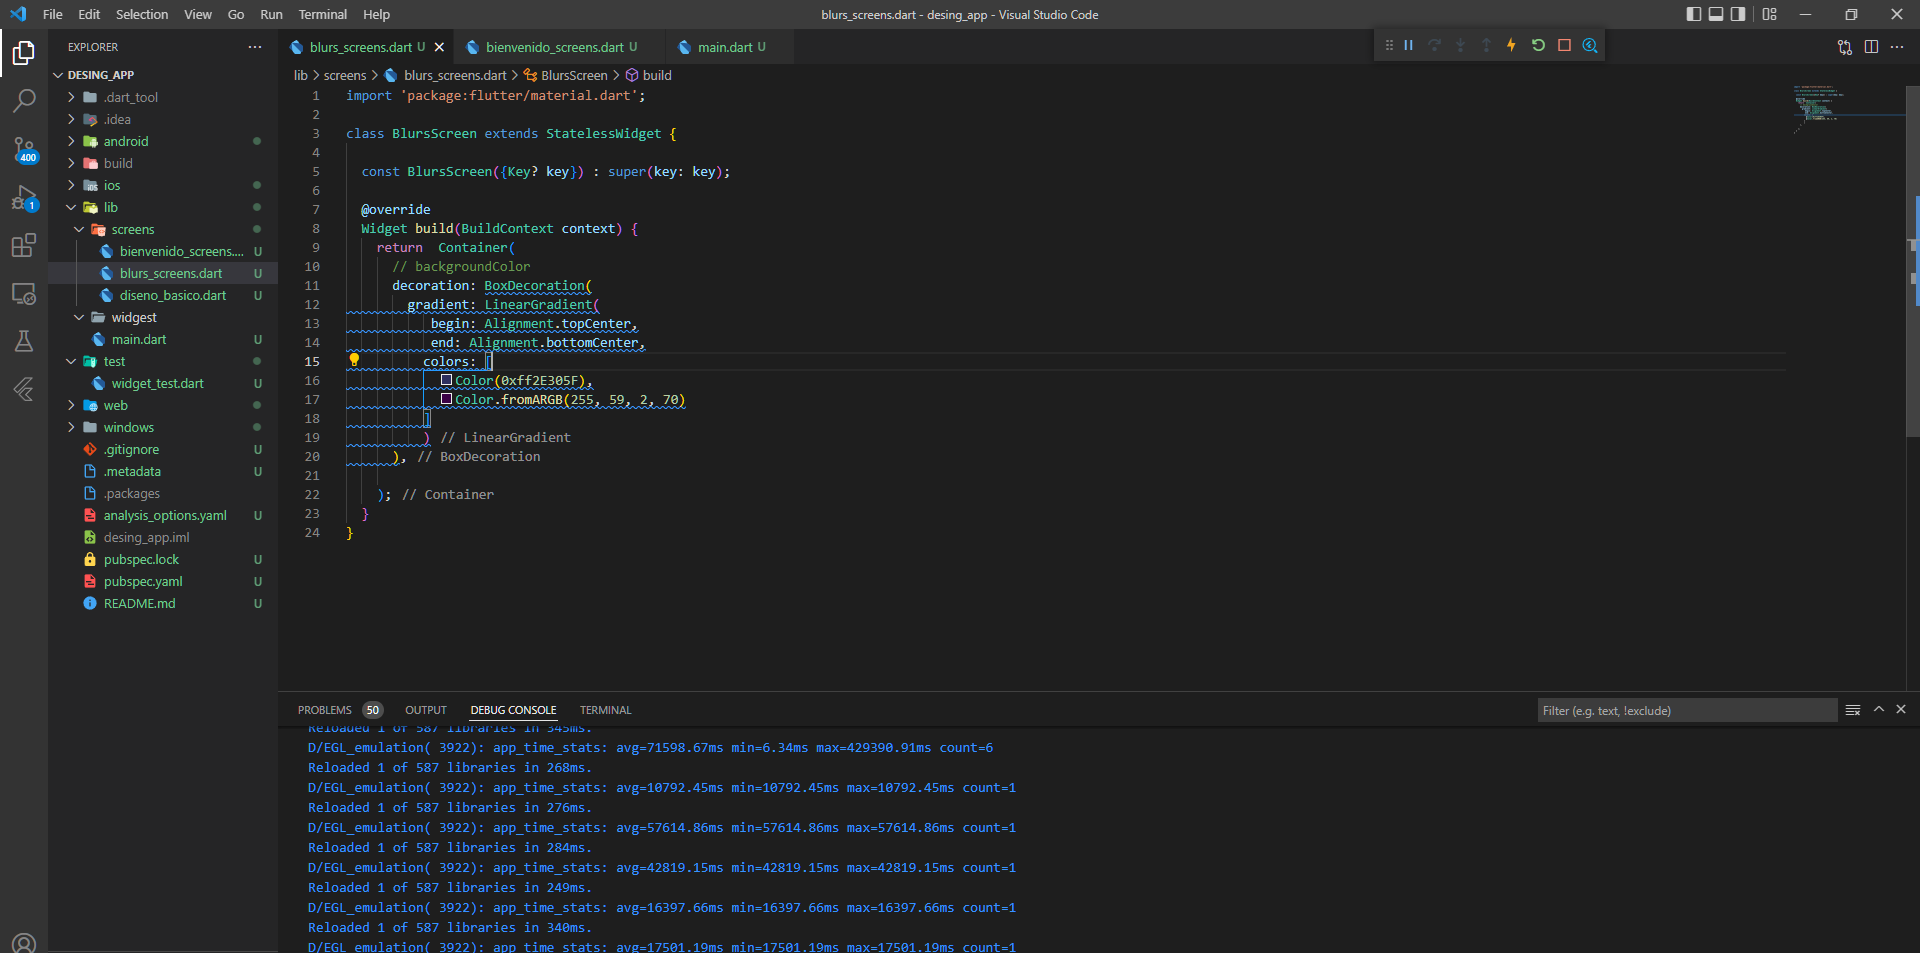 File Edit Selection View Go Run Terminal Help
blurs_screens.dart - desing_app - Visual Studio Code
EXPLORER
DESING_APP
.dart_tool
.idea
android
build
ios
lib
screens
bienvenido_screens.... U
blurs_screens.dart U
diseno_basico.dart U
widgest
main.dart U
test
widget_test.dart U
web
windows
.gitignore U
.metadata U
.packages
analysis_options.yaml U
desing_app.iml
pubspec.lock U
pubspec.yaml U
README.md U
400
1
blurs_screens.dart U
bienvenido_screens.dart U
main.dart U
lib > screens > blurs_screens.dart > BlursScreen > build
1 import 'package:flutter/material.dart';
2
3 class BlursScreen extends StatelessWidget {
4
5 const BlursScreen({Key? key}) : super(key: key);
6
7 @override
8 Widget build(BuildContext context) {
9 return  Container(
10 // backgroundColor
11 decoration: BoxDecoration(
12 gradient: LinearGradient(
13 begin: Alignment.topCenter,
14 end: Alignment.bottomCenter,
15 colors: [
16 Color(0xff2E305F),
17 Color.fromARGB(255, 59, 2, 70)
18 ]
19 ) // LinearGradient
20 ), // BoxDecoration
21
22 ); // Container
23 }
24 }
PROBLEMS 50 OUTPUT DEBUG CONSOLE TERMINAL
Filter (e.g. text, !exclude)
Reloaded 1 of 587 libraries in 345ms.
D/EGL_emulation( 3922): app_time_stats: avg=71598.67ms min=6.34ms max=429390.91ms count=6
Reloaded 1 of 587 libraries in 268ms.
D/EGL_emulation( 3922): app_time_stats: avg=10792.45ms min=10792.45ms max=10792.45ms count=1
Reloaded 1 of 587 libraries in 276ms.
D/EGL_emulation( 3922): app_time_stats: avg=57614.86ms min=57614.86ms max=57614.86ms count=1
Reloaded 1 of 587 libraries in 284ms.
D/EGL_emulation( 3922): app_time_stats: avg=42819.15ms min=42819.15ms max=42819.15ms count=1
Reloaded 1 of 587 libraries in 249ms.
D/EGL_emulation( 3922): app_time_stats: avg=16397.66ms min=16397.66ms max=16397.66ms count=1
Reloaded 1 of 587 libraries in 340ms.
D/EGL_emulation( 3922): app_time_stats: avg=17501.19ms min=17501.19ms max=17501.19ms count=1